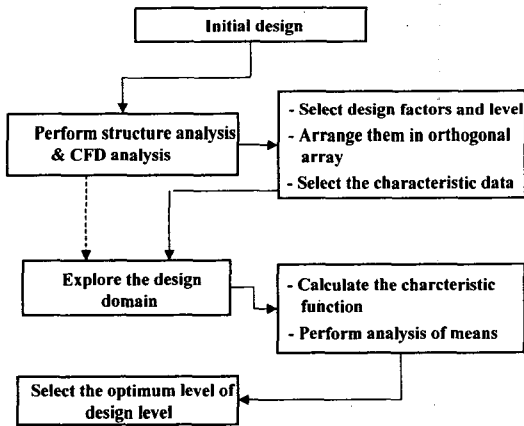 Initial design
Perform structure analysis
& CFD analysis
- Select design factors and level
- Arrange them in orthogonal
array
- Select the characteristic data
Explore the design
domain
- Calculate the charcteristic
function
- Perform analysis of means
Select the optimum level of
design level